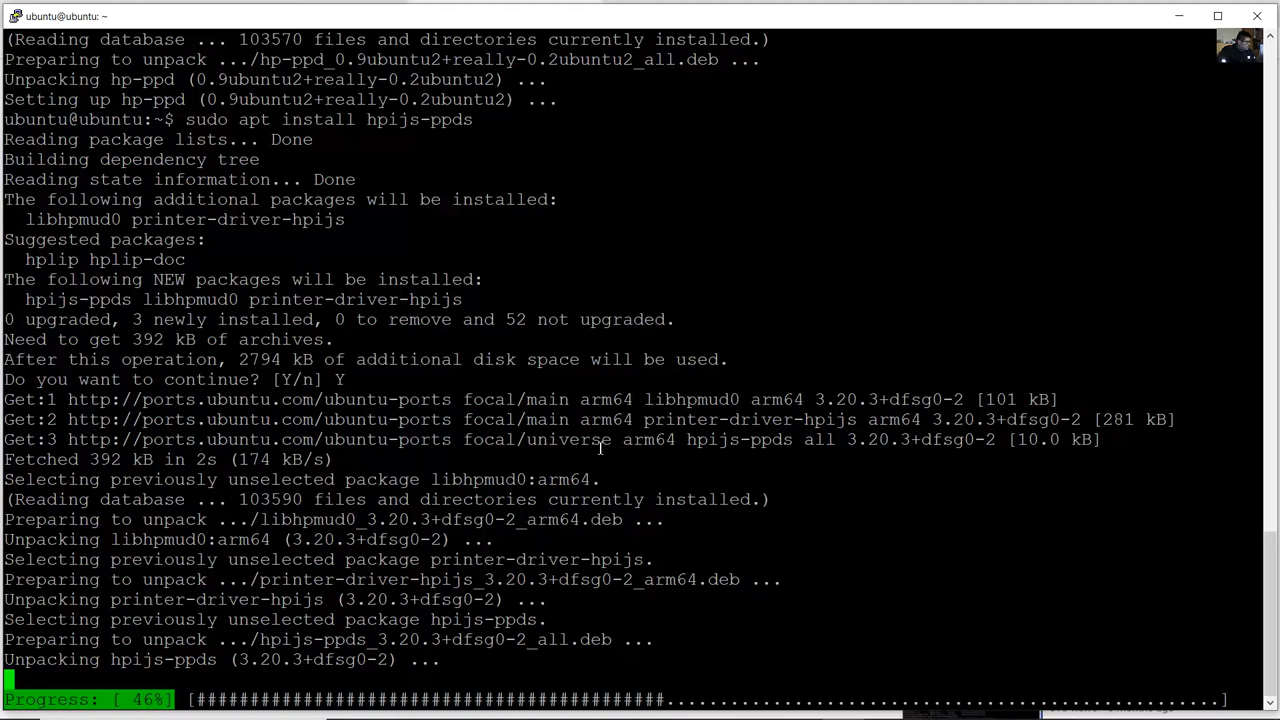 ubuntu@ubuntu: ~
(Reading database ... 103570 files and directories currently installed.)
Preparing to unpack .../hp-ppd_0.9ubuntu2+really-0.2ubuntu2_all.deb ...
Unpacking hp-ppd (0.9ubuntu2+really-0.2ubuntu2) ...
Setting up hp-ppd (0.9ubuntu2+really-0.2ubuntu2) ...
ubuntu@ubuntu:~$ sudo apt install hpijs-ppds
Reading package lists... Done
Building dependency tree
Reading state information... Done
The following additional packages will be installed:
  libhpmud0 printer-driver-hpijs
Suggested packages:
  hplip hplip-doc
The following NEW packages will be installed:
  hpijs-ppds libhpmud0 printer-driver-hpijs
0 upgraded, 3 newly installed, 0 to remove and 52 not upgraded.
Need to get 392 kB of archives.
After this operation, 2794 kB of additional disk space will be used.
Do you want to continue? [Y/n] Y
Get:1 http://ports.ubuntu.com/ubuntu-ports focal/main arm64 libhpmud0 arm64 3.20.3+dfsg0-2 [101 kB]
Get:2 http://ports.ubuntu.com/ubuntu-ports focal/main arm64 printer-driver-hpijs arm64 3.20.3+dfsg0-2 [281 kB]
Get:3 http://ports.ubuntu.com/ubuntu-ports focal/universe arm64 hpijs-ppds all 3.20.3+dfsg0-2 [10.0 kB]
Fetched 392 kB in 2s (174 kB/s)
Selecting previously unselected package libhpmud0:arm64.
(Reading database ... 103590 files and directories currently installed.)
Preparing to unpack .../libhpmud0_3.20.3+dfsg0-2_arm64.deb ...
Unpacking libhpmud0:arm64 (3.20.3+dfsg0-2) ...
Selecting previously unselected package printer-driver-hpijs.
Preparing to unpack .../printer-driver-hpijs_3.20.3+dfsg0-2_arm64.deb ...
Unpacking printer-driver-hpijs (3.20.3+dfsg0-2) ...
Selecting previously unselected package hpijs-ppds.
Preparing to unpack .../hpijs-ppds_3.20.3+dfsg0-2_all.deb ...
Unpacking hpijs-ppds (3.20.3+dfsg0-2) ...
Progress: [ 46%] [############################################....................................................]